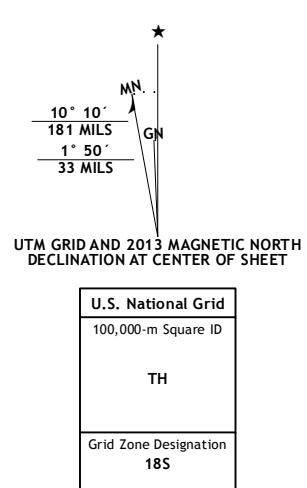 ★
MN
10° 10´
181 MILS
GN
1° 50´
33 MILS
UTM GRID AND 2013 MAGNETIC NORTH
DECLINATION AT CENTER OF SHEET
U.S. National Grid
100,000-m Square ID
TH
Grid Zone Designation
18S